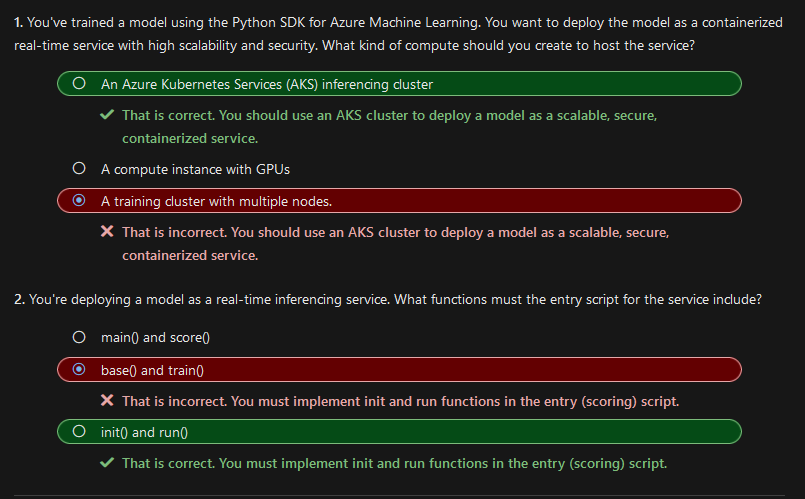 1. You've trained a model using the Python SDK for Azure Machine Learning. You want to deploy the model as a containerized
real-time service with high scalability and security. What kind of compute should you create to host the service?
An Azure Kubernetes Services (AKS) inferencing cluster
That is correct. You should use an AKS cluster to deploy a model as a scalable, secure,
containerized service.
A compute instance with GPUs
A training cluster with multiple nodes.
That is incorrect. You should use an AKS cluster to deploy a model as a scalable, secure,
containerized service.
2. You're deploying a model as a real-time inferencing service. What functions must the entry script for the service include?
main() and score()
base() and train()
That is incorrect. You must implement init and run functions in the entry (scoring) script.
init() and run()
That is correct. You must implement init and run functions in the entry (scoring) script.